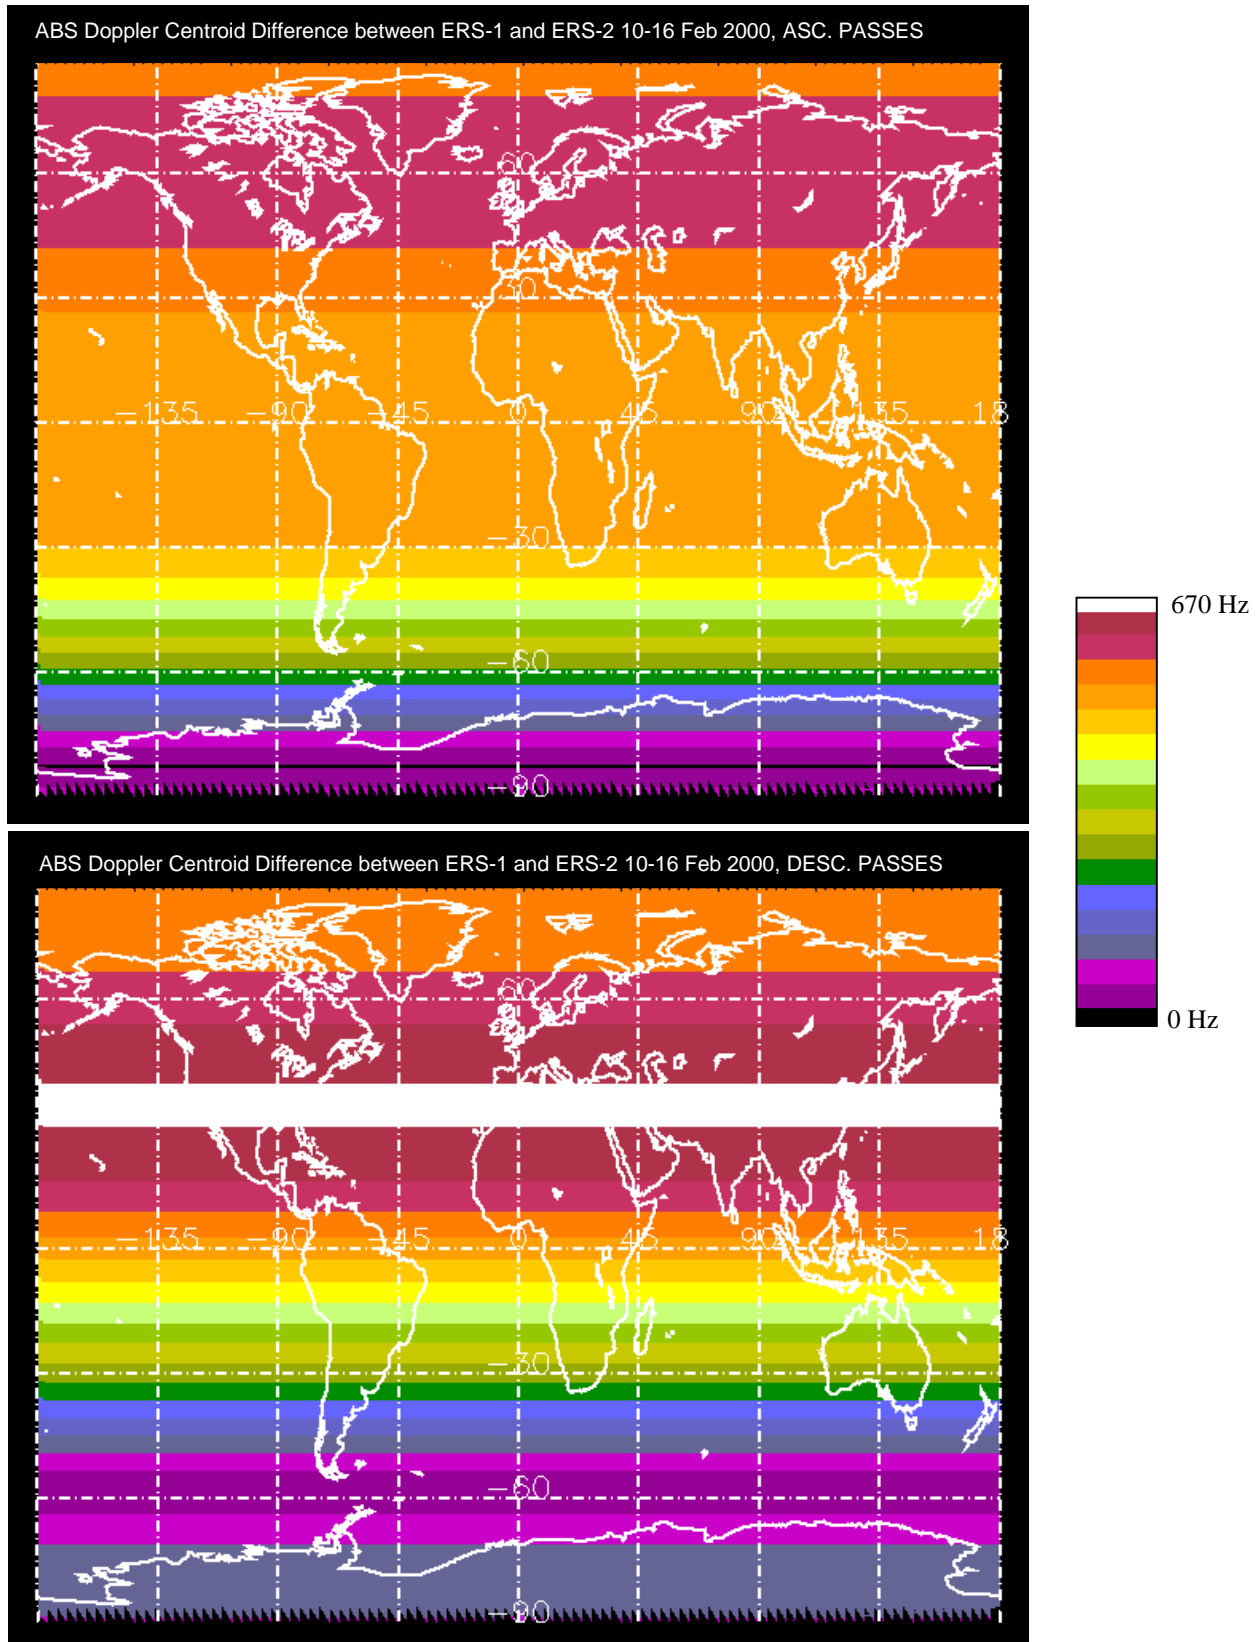 ABS Doppler Centroid Difference between ERS-1 and ERS-2 10-16 Feb 2000, ASC. PASSES
60
30
-135 -90 -45 0 45 90 135 18
-30
-60
-90
670 Hz
0 Hz
ABS Doppler Centroid Difference between ERS-1 and ERS-2 10-16 Feb 2000, DESC. PASSES
60
-135 -90 -45 0 45 90 135 18
-30
-60
-90